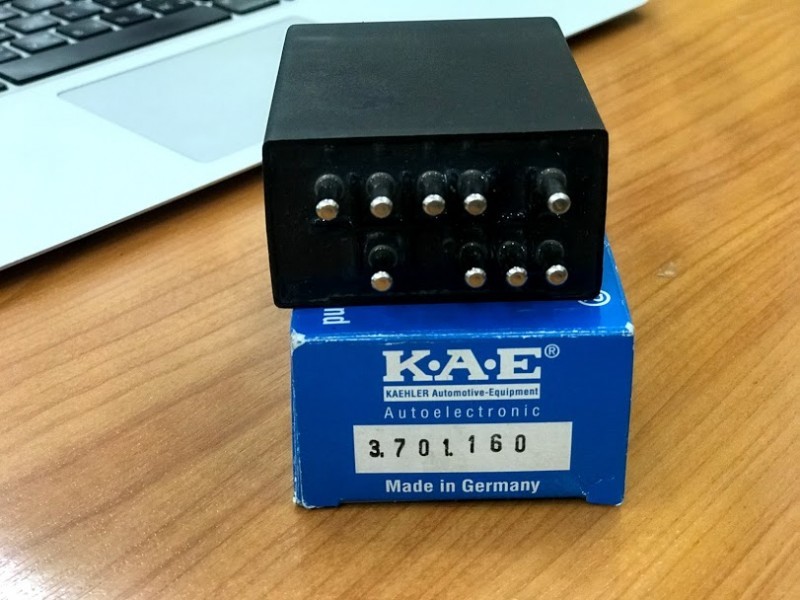 K·A·E®
KAEHLER Automotive-Equipment
Autoelectronic
3.701.160
Made in Germany